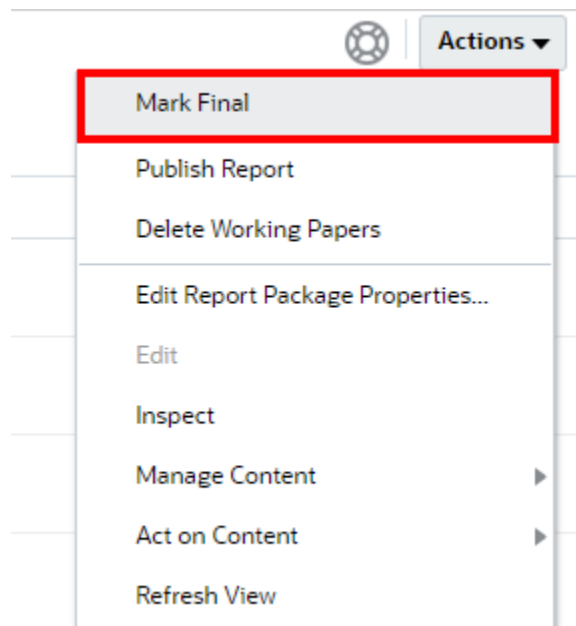 Actions
Mark Final
Publish Report
Delete Working Papers
Edit Report Package Properties...
Edit
Inspect
Manage Content
Act on Content
Refresh View